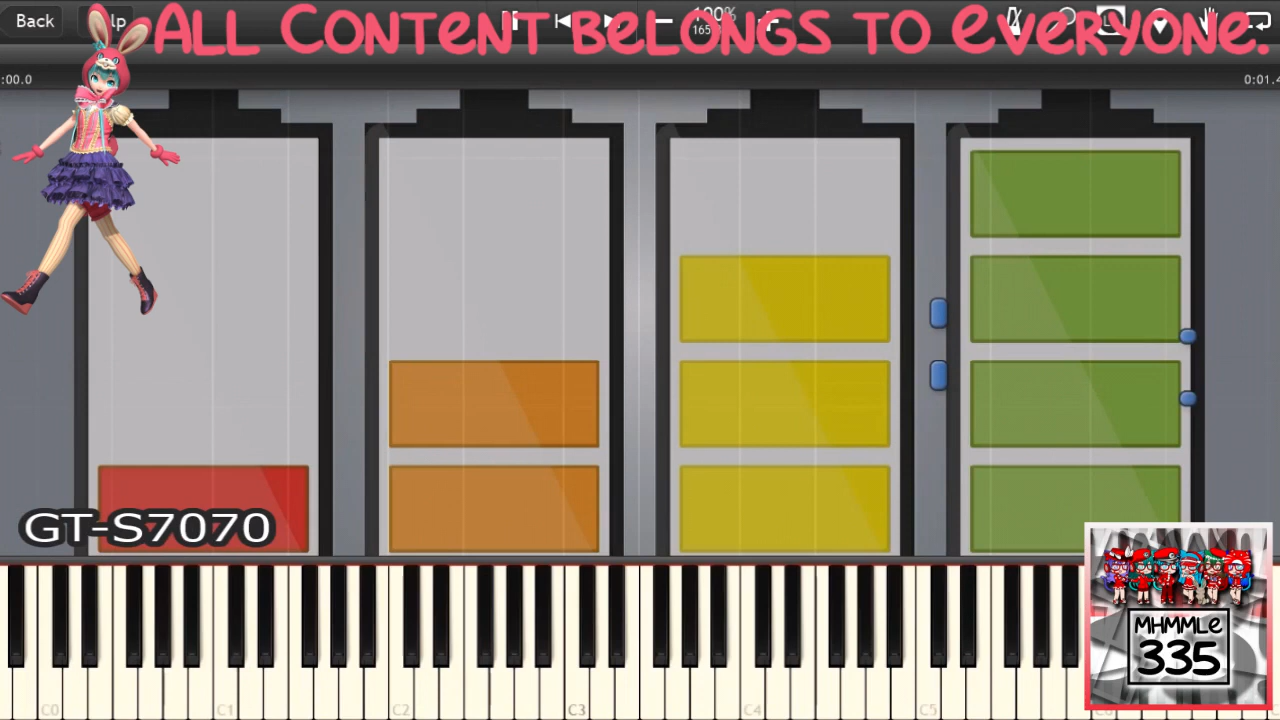 Back
ALL CONTENT BELONGS TO EVERYONE.
:00.0
0:01.4
GT-S7070
MHMMLE
335
C0 C1 C2 C3 C4 C5